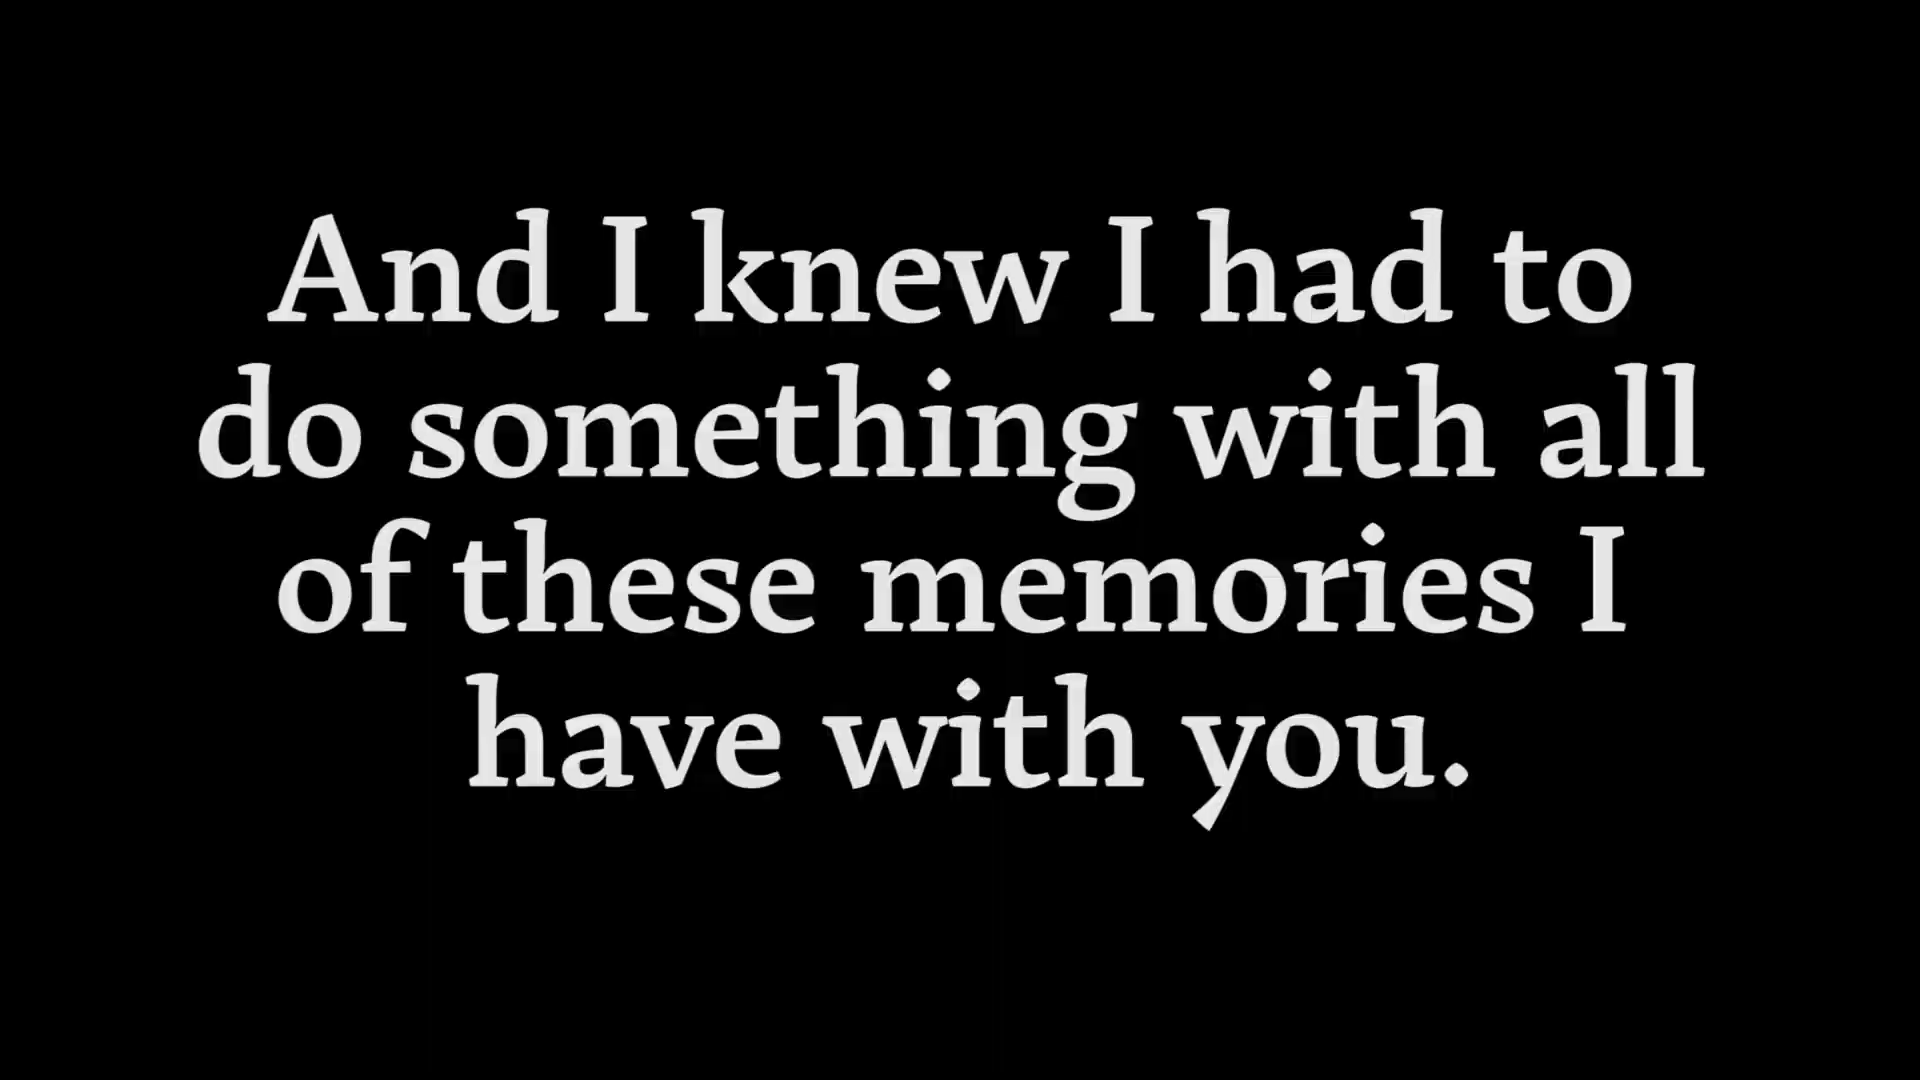 And I knew I had to
do something with all
of these memories I
have with you.